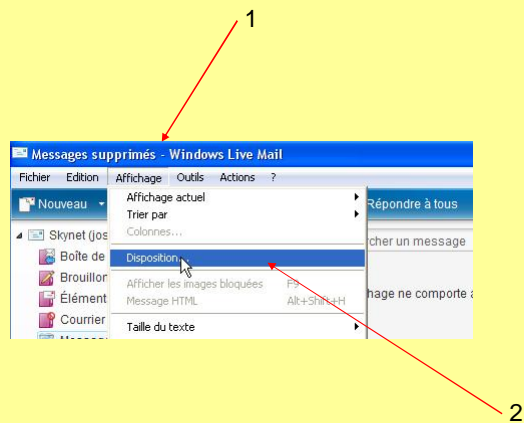 1
Messages supprimés - Windows Live Mail
Fichier Edition Affichage Outils Actions ?
Nouveau
Répondre à tous
Affichage actuel
Trier par
Colonnes...
Disposition...
Afficher les images bloquées F9
Message HTML Alt+Shift+H
Taille du texte
Skynet (jos
Boîte de
Brouillon
Élément
Courrier
cher un message
hage ne comporte
2